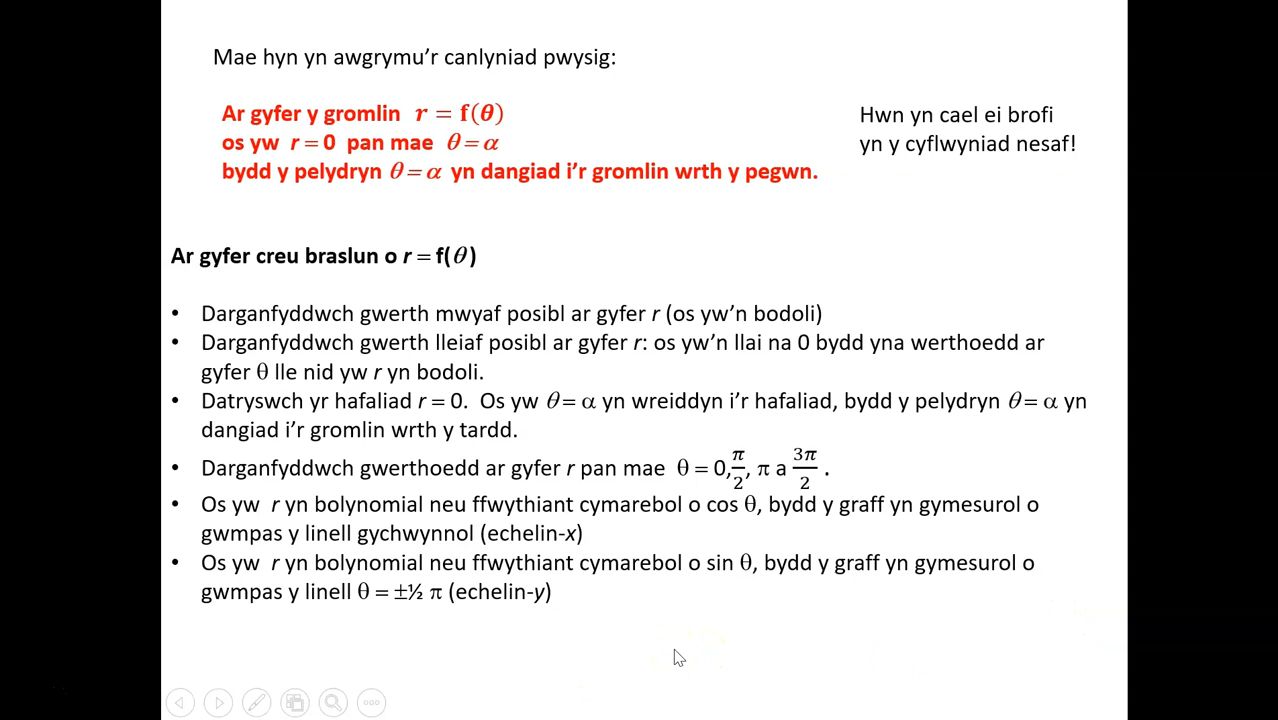 Mae hyn yn awgrymu’r canlyniad pwysig:
Ar gyfer y gromlin r = f(θ)
os yw r = 0 pan mae θ = α
bydd y pelydryn θ = α yn dangiad i’r gromlin wrth y pegwn.
Hwn yn cael ei brofi
yn y cyflwyniad nesaf!
Ar gyfer creu braslun o r = f(θ)
• Darganfyddwch gwerth mwyaf posibl ar gyfer r (os yw’n bodoli)
• Darganfyddwch gwerth lleiaf posibl ar gyfer r: os yw’n llai na 0 bydd yna werthoedd ar
gyfer θ lle nid yw r yn bodoli.
• Datryswch yr hafaliad r = 0. Os yw θ = α yn wreiddyn i’r hafaliad, bydd y pelydryn θ = α yn
dangiad i’r gromlin wrth y tardd.
• Darganfyddwch gwerthoedd ar gyfer r pan mae θ = 0, π/2, π a 3π/2 .
• Os yw r yn bolynomial neu ffwythiant cymarebol o cos θ, bydd y graff yn gymesurol o
gwmpas y linell gychwynnol (echelin-x)
• Os yw r yn bolynomial neu ffwythiant cymarebol o sin θ, bydd y graff yn gymesurol o
gwmpas y linell θ = ±½ π (echelin-y)